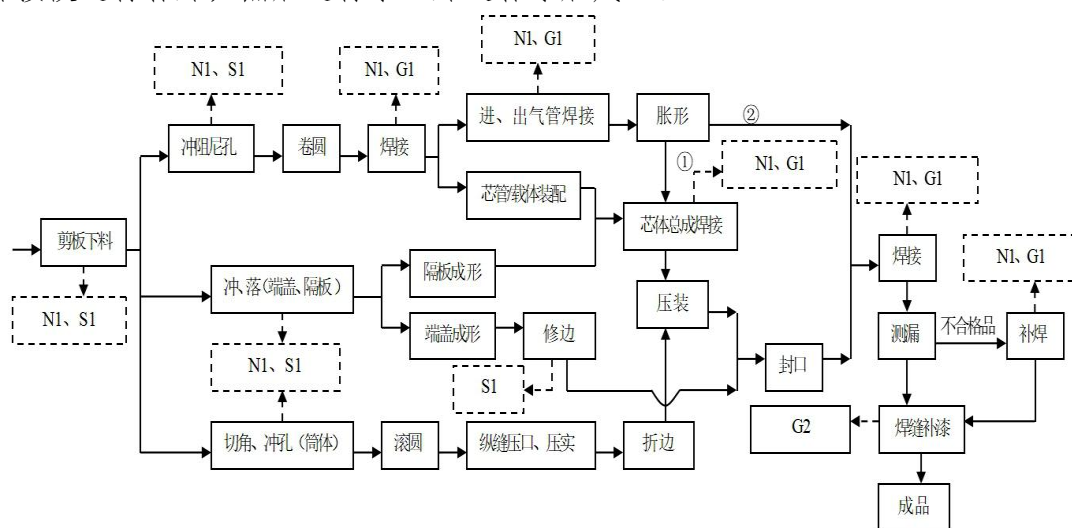 N1、G1
N1、S1
N1、G1
进、出气管焊接
胀形
②
冲阻尼孔
卷圆
焊接
①
N1、G1
N1、G1
芯管/载体装配
芯体总成焊接
剪板下料
焊接
N1、G1
隔板成形
冲、落(端盖、隔板)
压装
N1、S1
端盖成形
修边
测漏
不合格品
补焊
N1、S1
封口
S1
G2
焊缝补漆
切角、冲孔(筒体)
滚圆
纵缝压口、压实
折边
成品